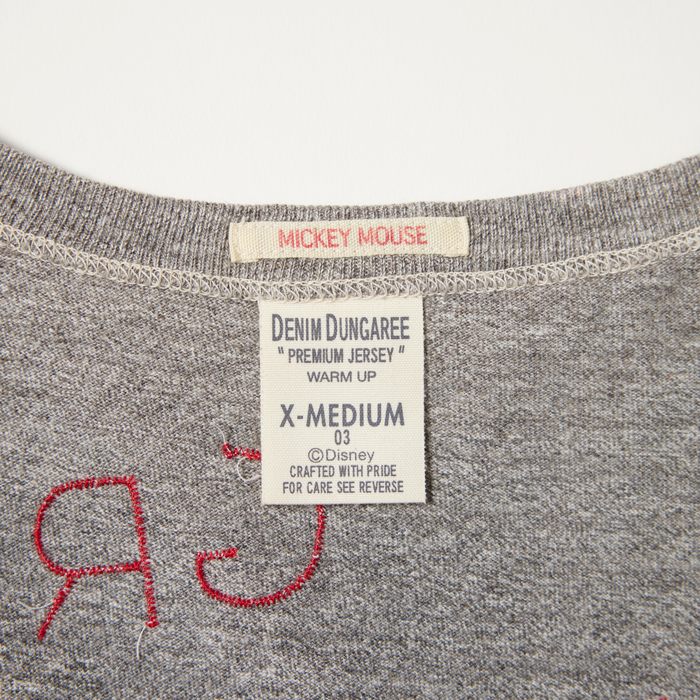 MICKEY MOUSE
DENIM DUNGAREE
" PREMIUM JERSEY "
WARM UP
X-MEDIUM
03
©Disney
CRAFTED WITH PRIDE
FOR CARE SEE REVERSE